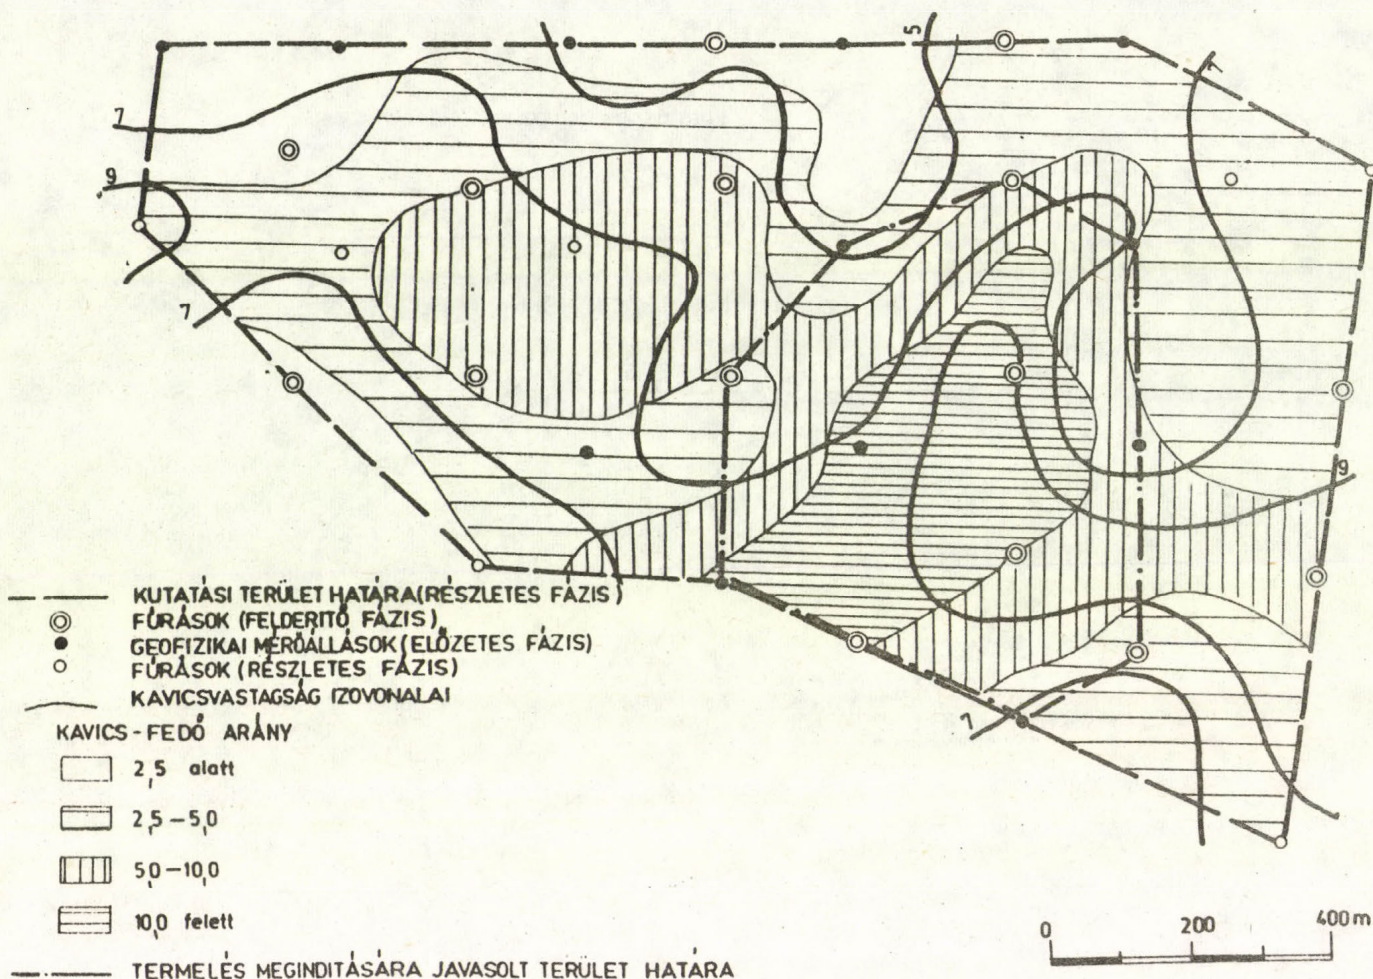 5
7
7
9
7
9
7
KUTATÁSI TERÜLET HATÁRA(RÉSZLETES FÁZIS)
FÚRÁSOK (FELDERITŐ FÁZIS)
GEOFIZIKAI MÉRŐÁLLÁSOK(ELŐZETES FÁZIS)
FÚRÁSOK (RÉSZLETES FÁZIS)
KAVICSVASTAGSÁG IZOVONALAI
KAVICS-FEDŐ ARÁNY
2,5 alatt
2,5-5,0
5,0-10,0
10,0 felett
0 200 400 m
TERMELÉS MEGINDITÁSÁRA JAVASOLT TERÜLET HATÁRA